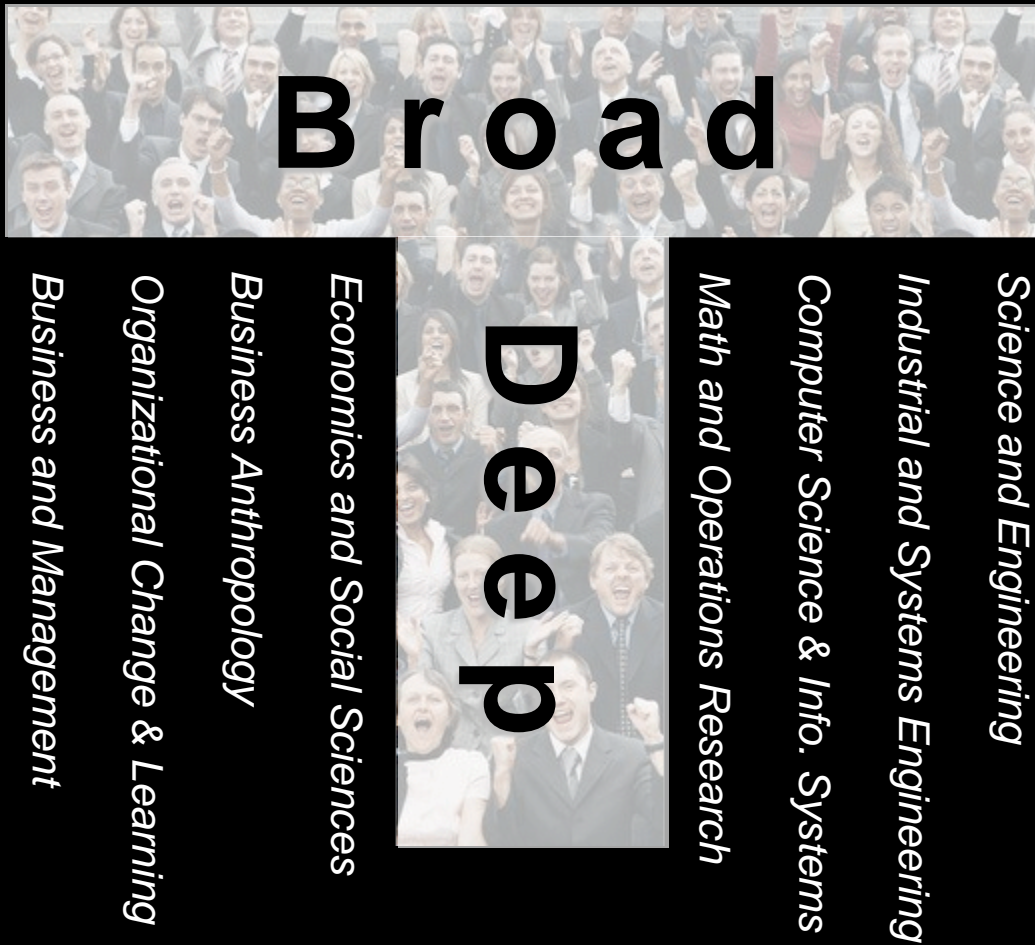 Broad
Business and Management
Organizational Change & Learning
Business Anthropology
Economics and Social Sciences
Deep
Math and Operations Research
Computer Science & Info. Systems
Industrial and Systems Engineering
Science and Engineering